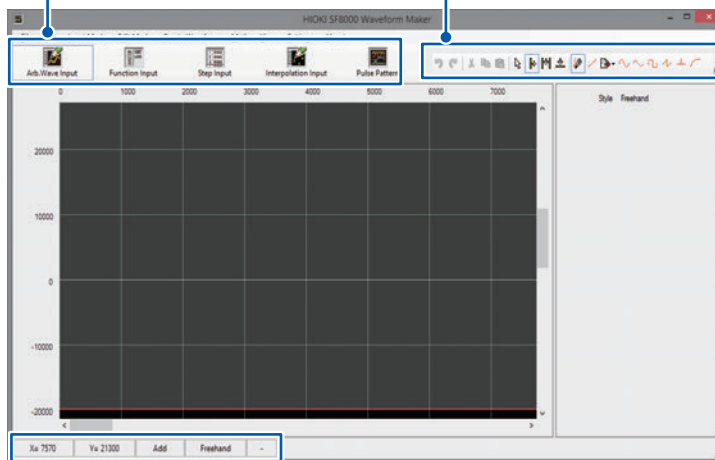 HIOKI SF8000 Waveform Maker
Arb.Wave Input Function Input Step Input Interpolation Input Pulse Pattern
0 1000 2000 3000 4000 5000 6000 7000
Style Freehand
20000
10000
0
-10000
-20000
X= 7570 Y= 21300 Add Freehand -